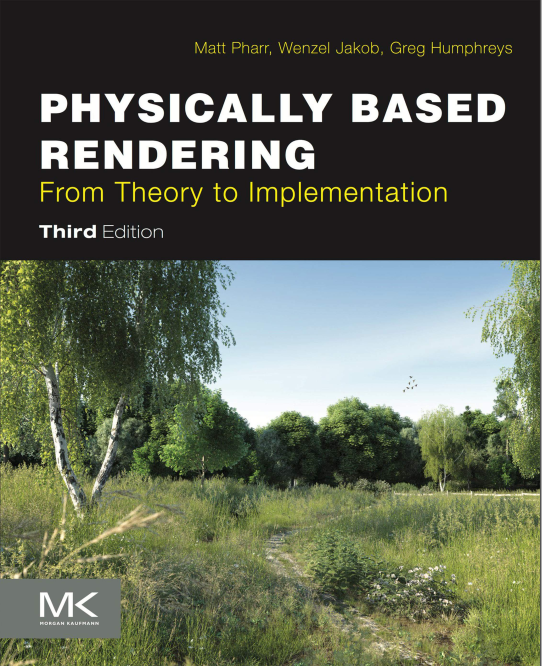 Matt Pharr, Wenzel Jakob, Greg Humphreys
PHYSICALLY BASED
RENDERING
From Theory to Implementation
Third Edition
MK
MORGAN KAUFMANN